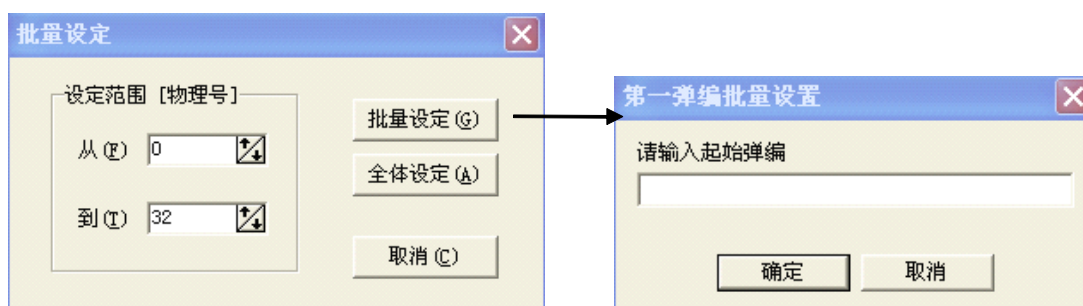 批量设定
设定范围 [物理号]
从(F) 0
到(T) 32
批量设定(G)
全体设定(A)
取消(C)
第一弹编批量设置
请输入起始弹编
确定 取消